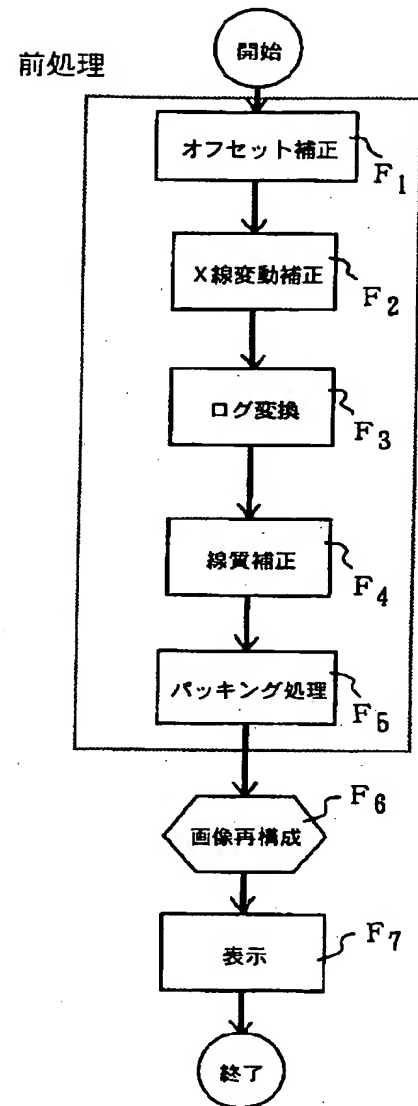 開始
前処理
オフセット補正
F1
X線変動補正
F2
ログ変換
F3
線質補正
F4
パッキング処理
F5
画像再構成
F6
表示
F7
終了